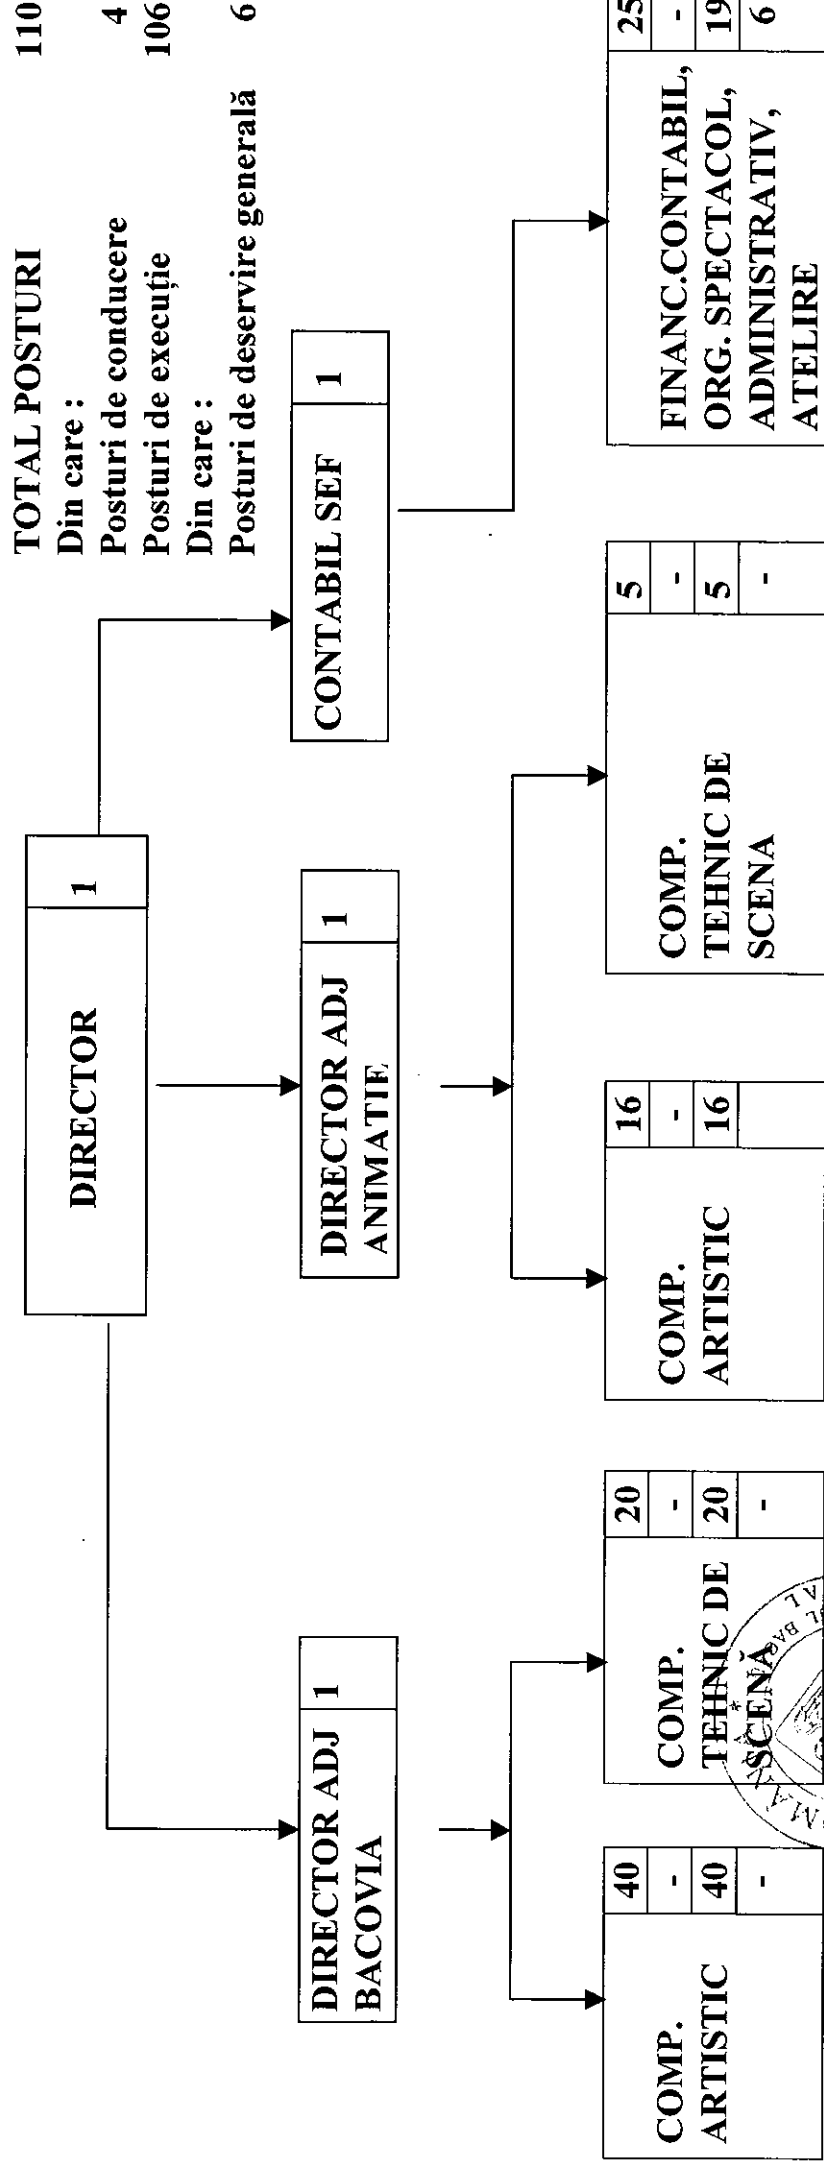 TOTAL POSTURI 110
Din care :
Posturi de conducere 4
Posturi de execuție 106
Din care :
Posturi de deservire generală 6
DIRECTOR 1
DIRECTOR ADJ 1
BACOVIA
DIRECTOR ADJ 1
ANIMATIE
CONTABIL SEF 1
COMP.
ARTISTIC
40
-
40
-
COMP.
TEHNIC DE
SCENĂ
20
-
20
-
COMP.
ARTISTIC
16
-
16
COMP.
TEHNIC DE
SCENA
5
-
5
-
FINANC.CONTABIL,
ORG. SPECTACOL,
ADMINISTRATIV,
ATELIRE
25
-
19
6